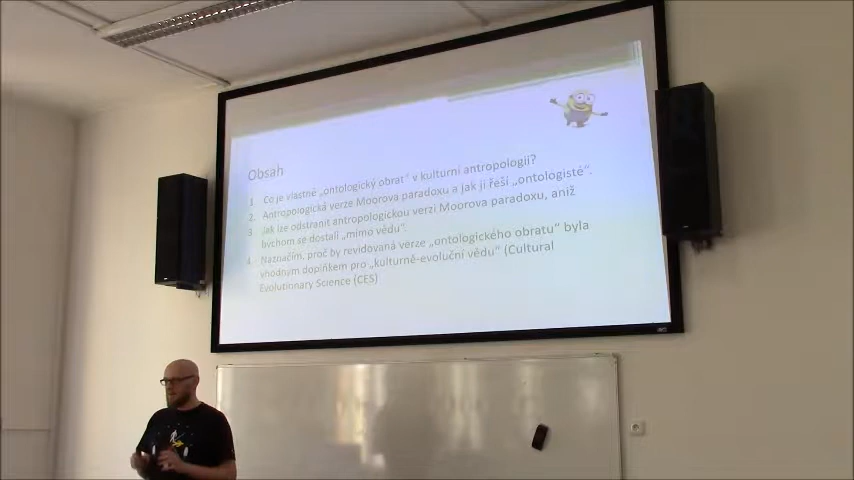 Obsah
1. Co je vlastně „ontologický obrat" v kulturní antropologii?
2. Antropologická verze Moorova paradoxu a jak ji řeší „ontologisté".
3. Jak lze odstranit antropologickou verzi Moorova paradoxu, aniž
bychom se dostali „mimo vědu".
4. Naznačím, proč by revidovaná verze „ontologického obratu" byla
vhodným doplňkem pro „kulturně-evoluční vědu" (Cultural
Evolutionary Science (CES)